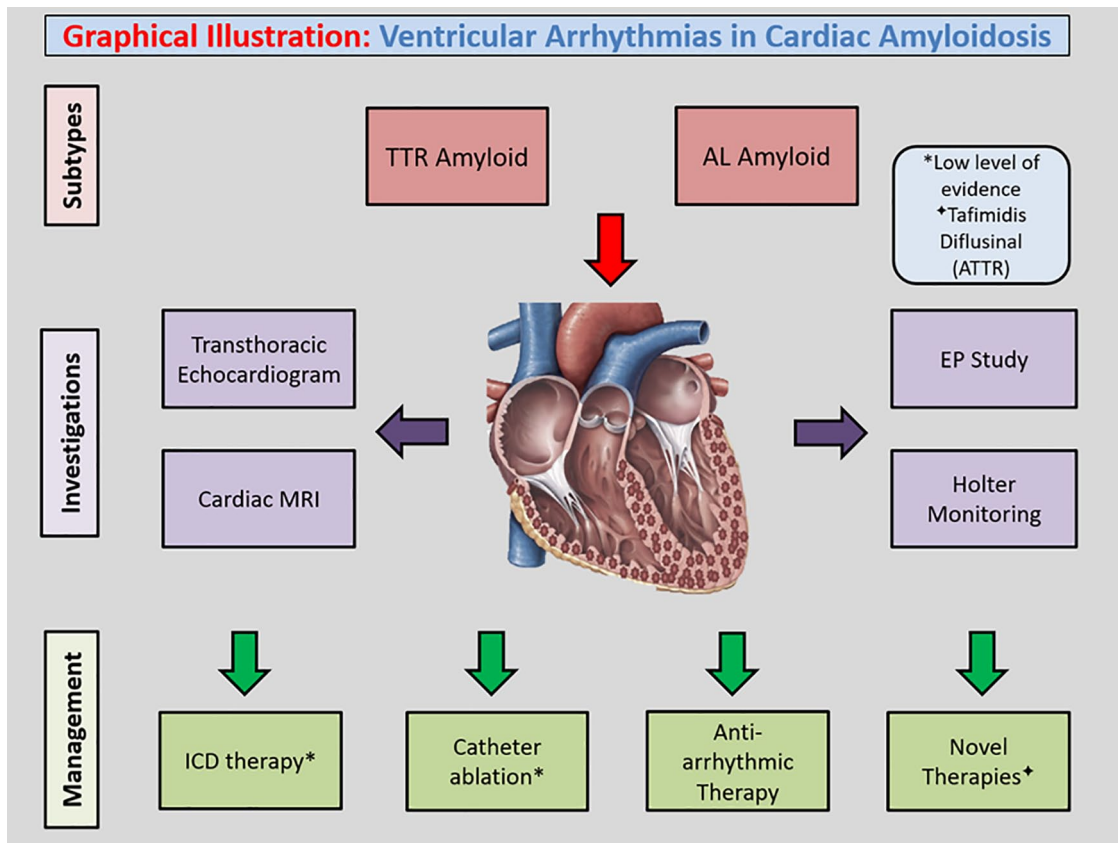 Graphical Illustration: Ventricular Arrhythmias in Cardiac Amyloidosis
Subtypes
TTR Amyloid
AL Amyloid
*Low level of
evidence
✦Tafimidis
Diflusinal
(ATTR)
Investigations
Transthoracic
Echocardiogram
Cardiac MRI
EP Study
Holter
Monitoring
Management
ICD therapy*
Catheter
ablation*
Anti-
arrhythmic
Therapy
Novel
Therapies✦